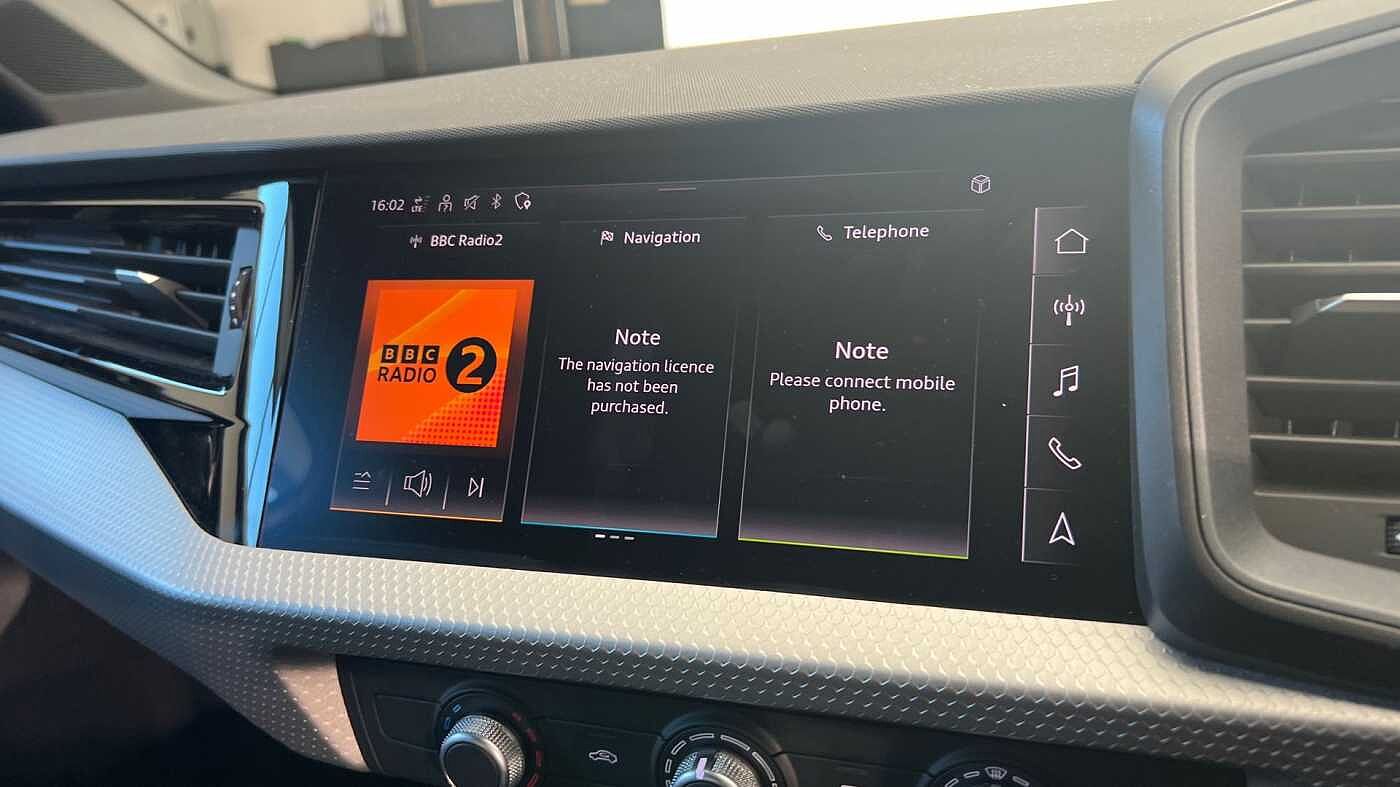 16:02 LTE
BBC Radio2
Navigation
Telephone
BBC
RADIO 2
Note
The navigation licence
has not been
purchased.
Note
Please connect mobile
phone.